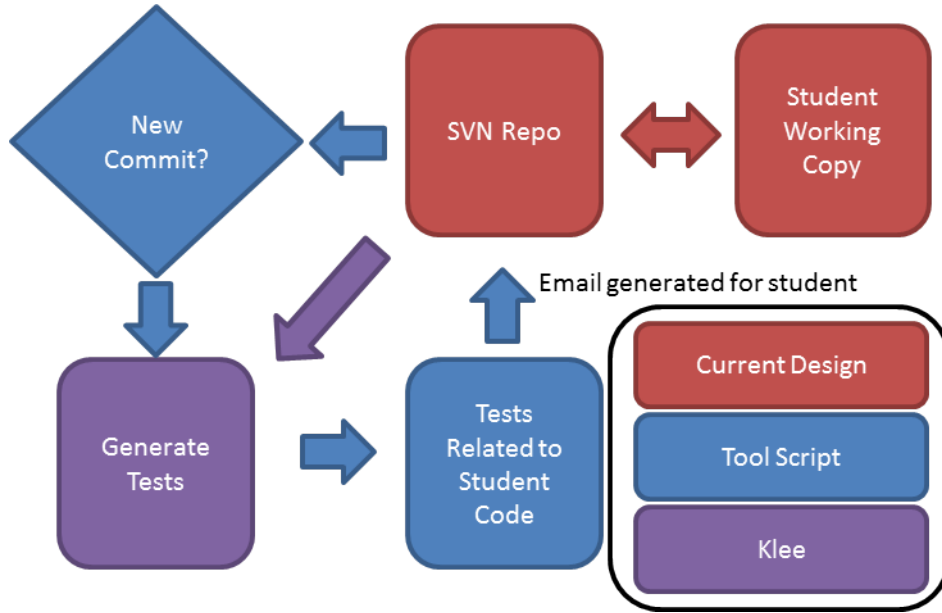 New
Commit?
SVN Repo
Student
Working
Copy
Email generated for student
Generate
Tests
Tests
Related to
Student
Code
Current Design
Tool Script
Klee